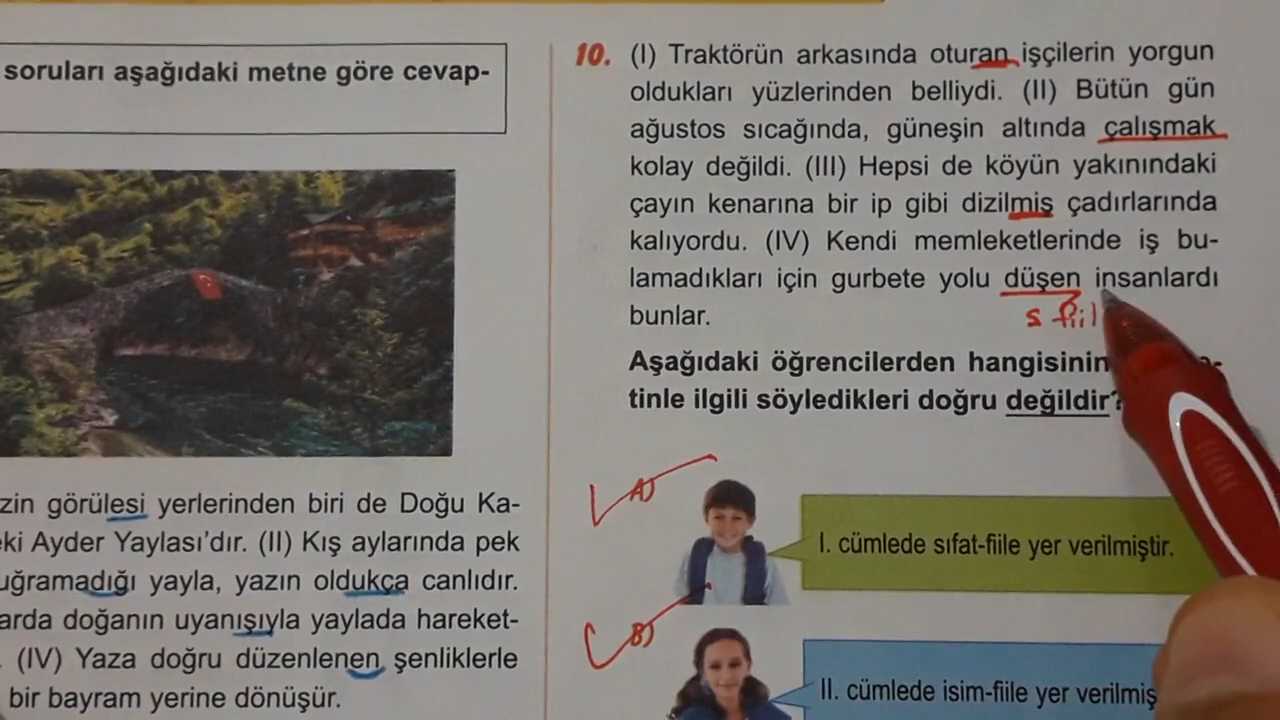 soruları aşağıdaki metne göre cevap-
zin görülesi yerlerinden biri de Doğu Ka-
eki Ayder Yaylası'dır. (II) Kış aylarında pek
uğramadığı yayla, yazın oldukça canlıdır.
arda doğanın uyanışıyla yaylada hareket-
. (IV) Yaza doğru düzenlenen şenliklerle
bir bayram yerine dönüşür.
10. (I) Traktörün arkasında oturan işçilerin yorgun
oldukları yüzlerinden belliydi. (II) Bütün gün
ağustos sıcağında, güneşin altında çalışmak
kolay değildi. (III) Hepsi de köyün yakınındaki
çayın kenarına bir ip gibi dizilmiş çadırlarında
kalıyordu. (IV) Kendi memleketlerinde iş bu-
lamadıkları için gurbete yolu düşen insanlardı
bunlar.
s fiil
Aşağıdaki öğrencilerden hangisinin
tinle ilgili söyledikleri doğru değildir?
A)
I. cümlede sıfat-fiile yer verilmiştir.
B)
II. cümlede isim-fiile yer verilmiş